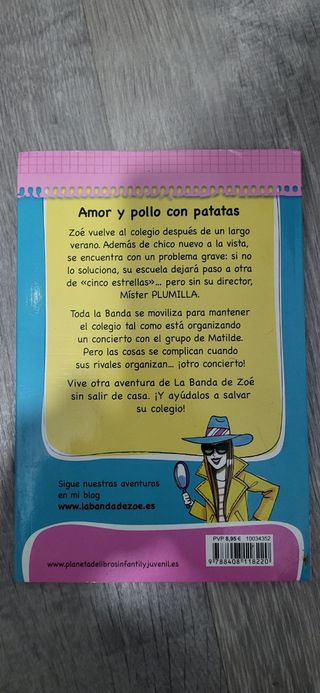 Amor y pollo con patatas
Zoé vuelve al colegio después de un largo
verano. Además de chico nuevo a la vista,
se encuentra con un problema grave: si no
lo soluciona, su escuela dejará paso a otra
de «cinco estrellas»... pero sin su director,
Míster PLUMILLA.
Toda la Banda se moviliza para mantener
el colegio tal como está organizando
un concierto con el grupo de Matilde.
Pero las cosas se complican cuando
sus rivales organizan... ¡otro concierto!
Vive otra aventura de La Banda de Zoé
sin salir de casa. ¡Y ayúdalos a salvar
su colegio!
Sigue nuestras aventuras
en mi blog
www.labandadezoe.es
PVP 8,95 € 10034352
9 788408 118220
www.planetadelibrosinfantilyjuvenil.es